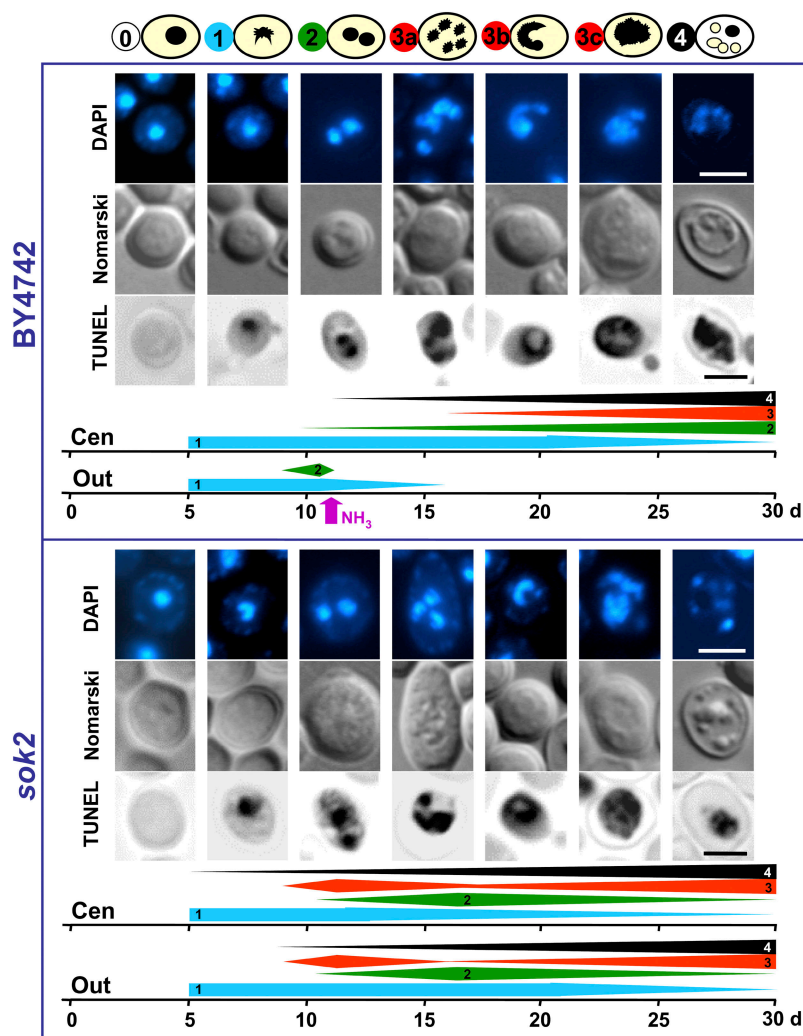 0 1 2 3a 3b 3c 4
BY4742
DAPI
Nomarski
TUNEL
4
3
2
Cen 1
2
Out 1
0 5 10 15 20 25 30 d
NH₃
sok2
DAPI
Nomarski
TUNEL
4
3
2
Cen 1
4
3
2
Out 1
0 5 10 15 20 25 30 d